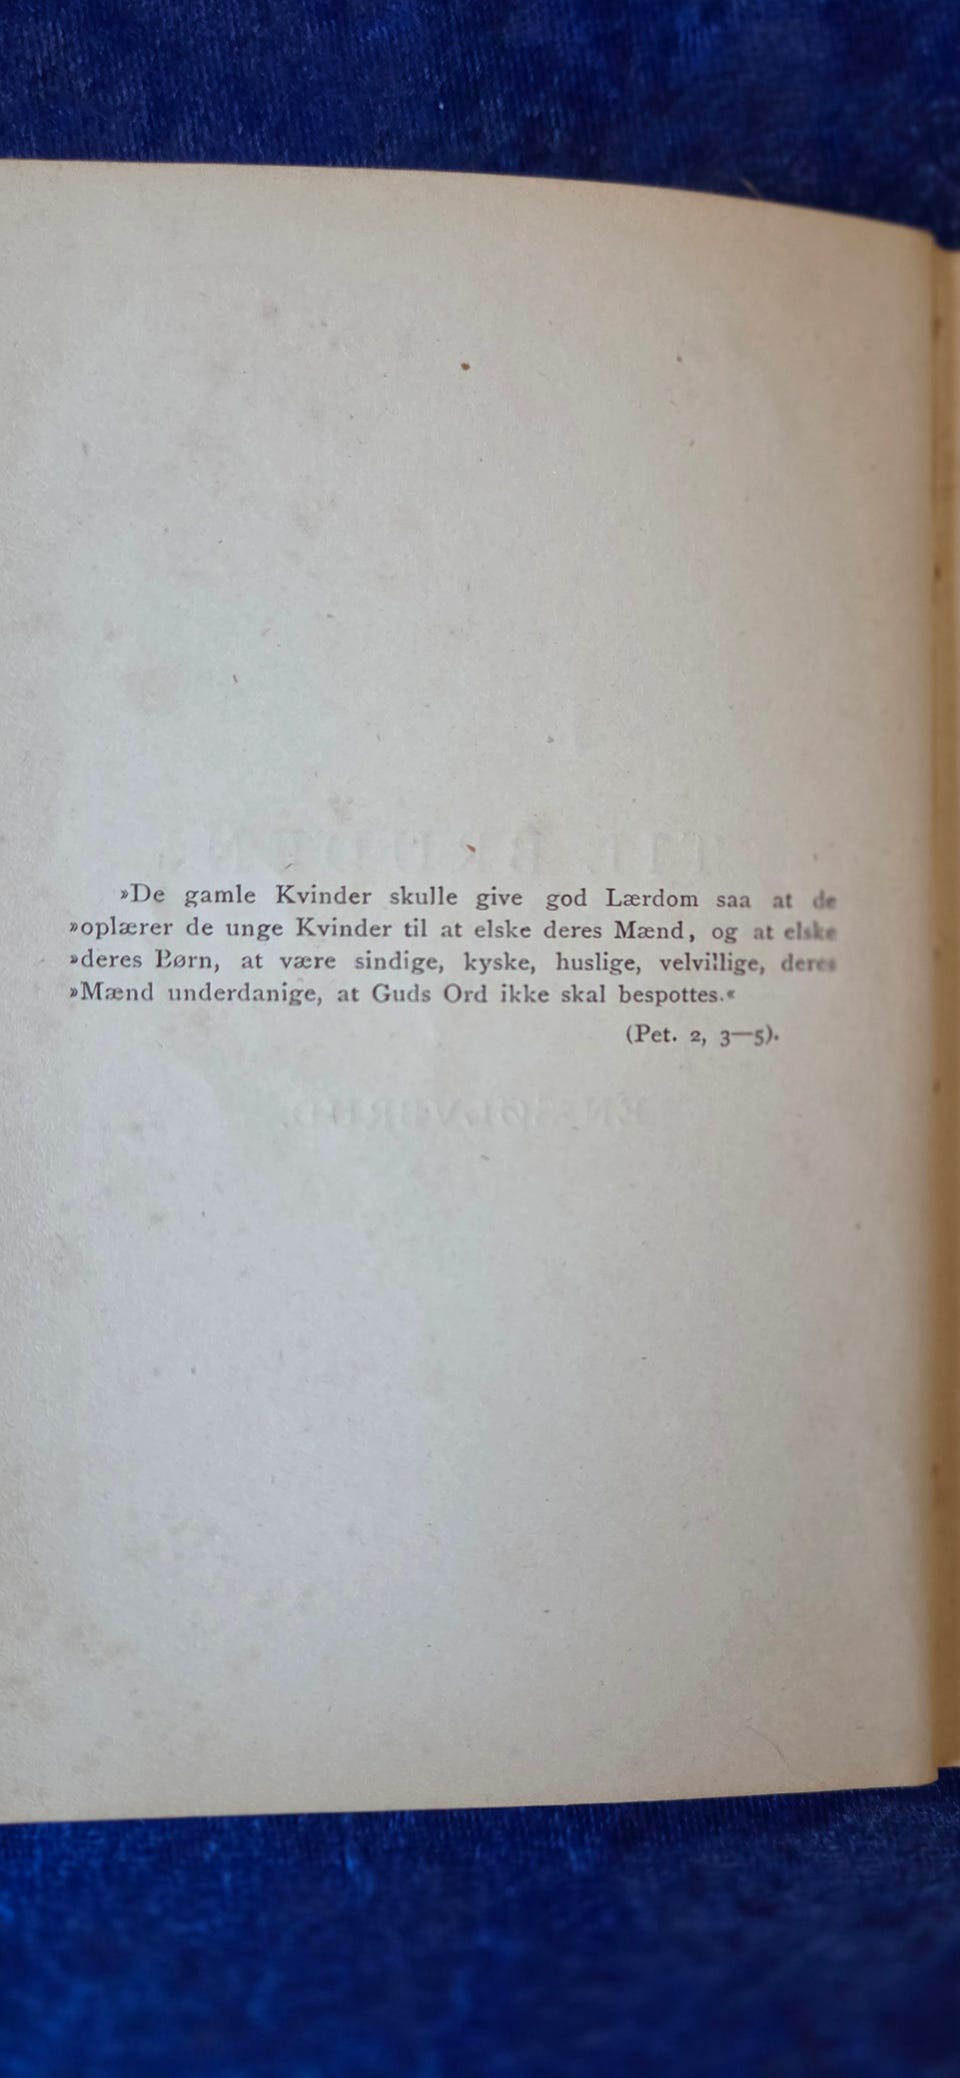 »De gamle Kvinder skulle give god Lærdom saa at de
»oplærer de unge Kvinder til at elske deres Mænd, og at elske
»deres Børn, at være sindige, kyske, huslige, velvillige, deres
»Mænd underdanige, at Guds Ord ikke skal bespottes.«
(Pet. 2, 3—5).